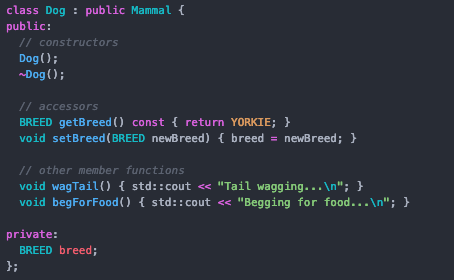 class Dog : public Mammal {
public:
  // constructors
  Dog();
  ~Dog();

  // accessors
  BREED getBreed() const { return YORKIE; }
  void setBreed(BREED newBreed) { breed = newBreed; }

  // other member functions
  void wagTail() { std::cout << "Tail wagging...\n"; }
  void begForFood() { std::cout << "Begging for food...\n"; }

private:
  BREED breed;
};